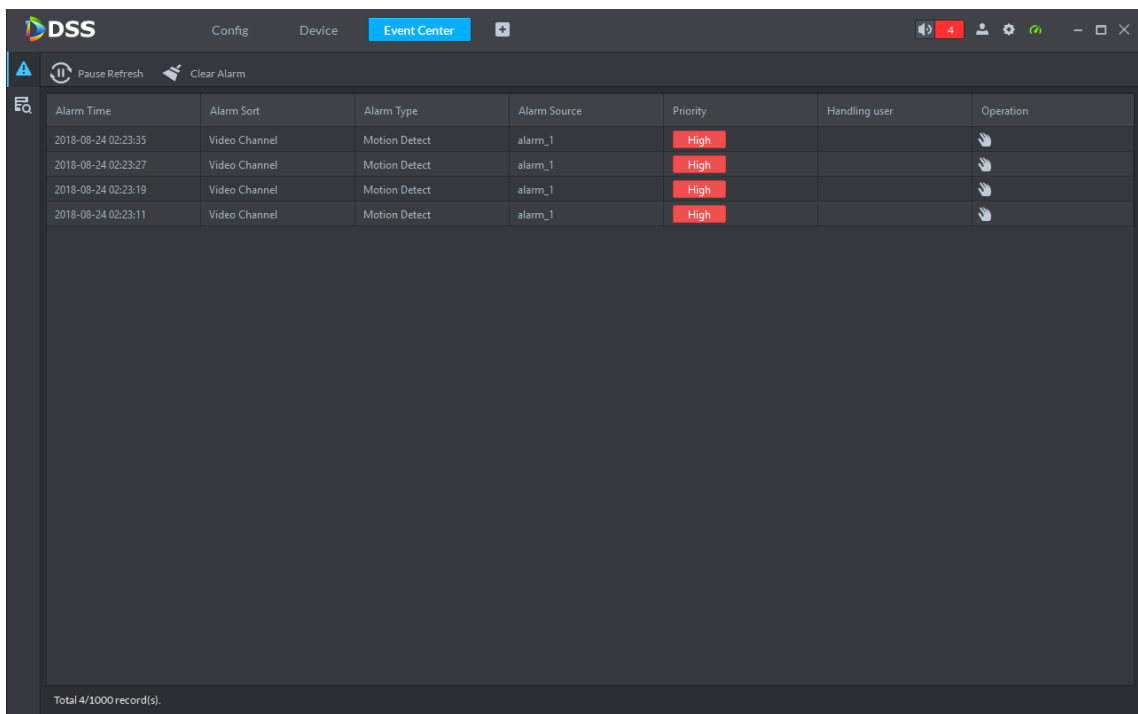 DSS Config Device Event Center 4
Pause Refresh Clear Alarm
Alarm Time Alarm Sort Alarm Type Alarm Source Priority Handling user Operation
2018-08-24 02:23:35 Video Channel Motion Detect alarm_1 High
2018-08-24 02:23:27 Video Channel Motion Detect alarm_1 High
2018-08-24 02:23:19 Video Channel Motion Detect alarm_1 High
2018-08-24 02:23:11 Video Channel Motion Detect alarm_1 High
Total 4/1000 record(s).